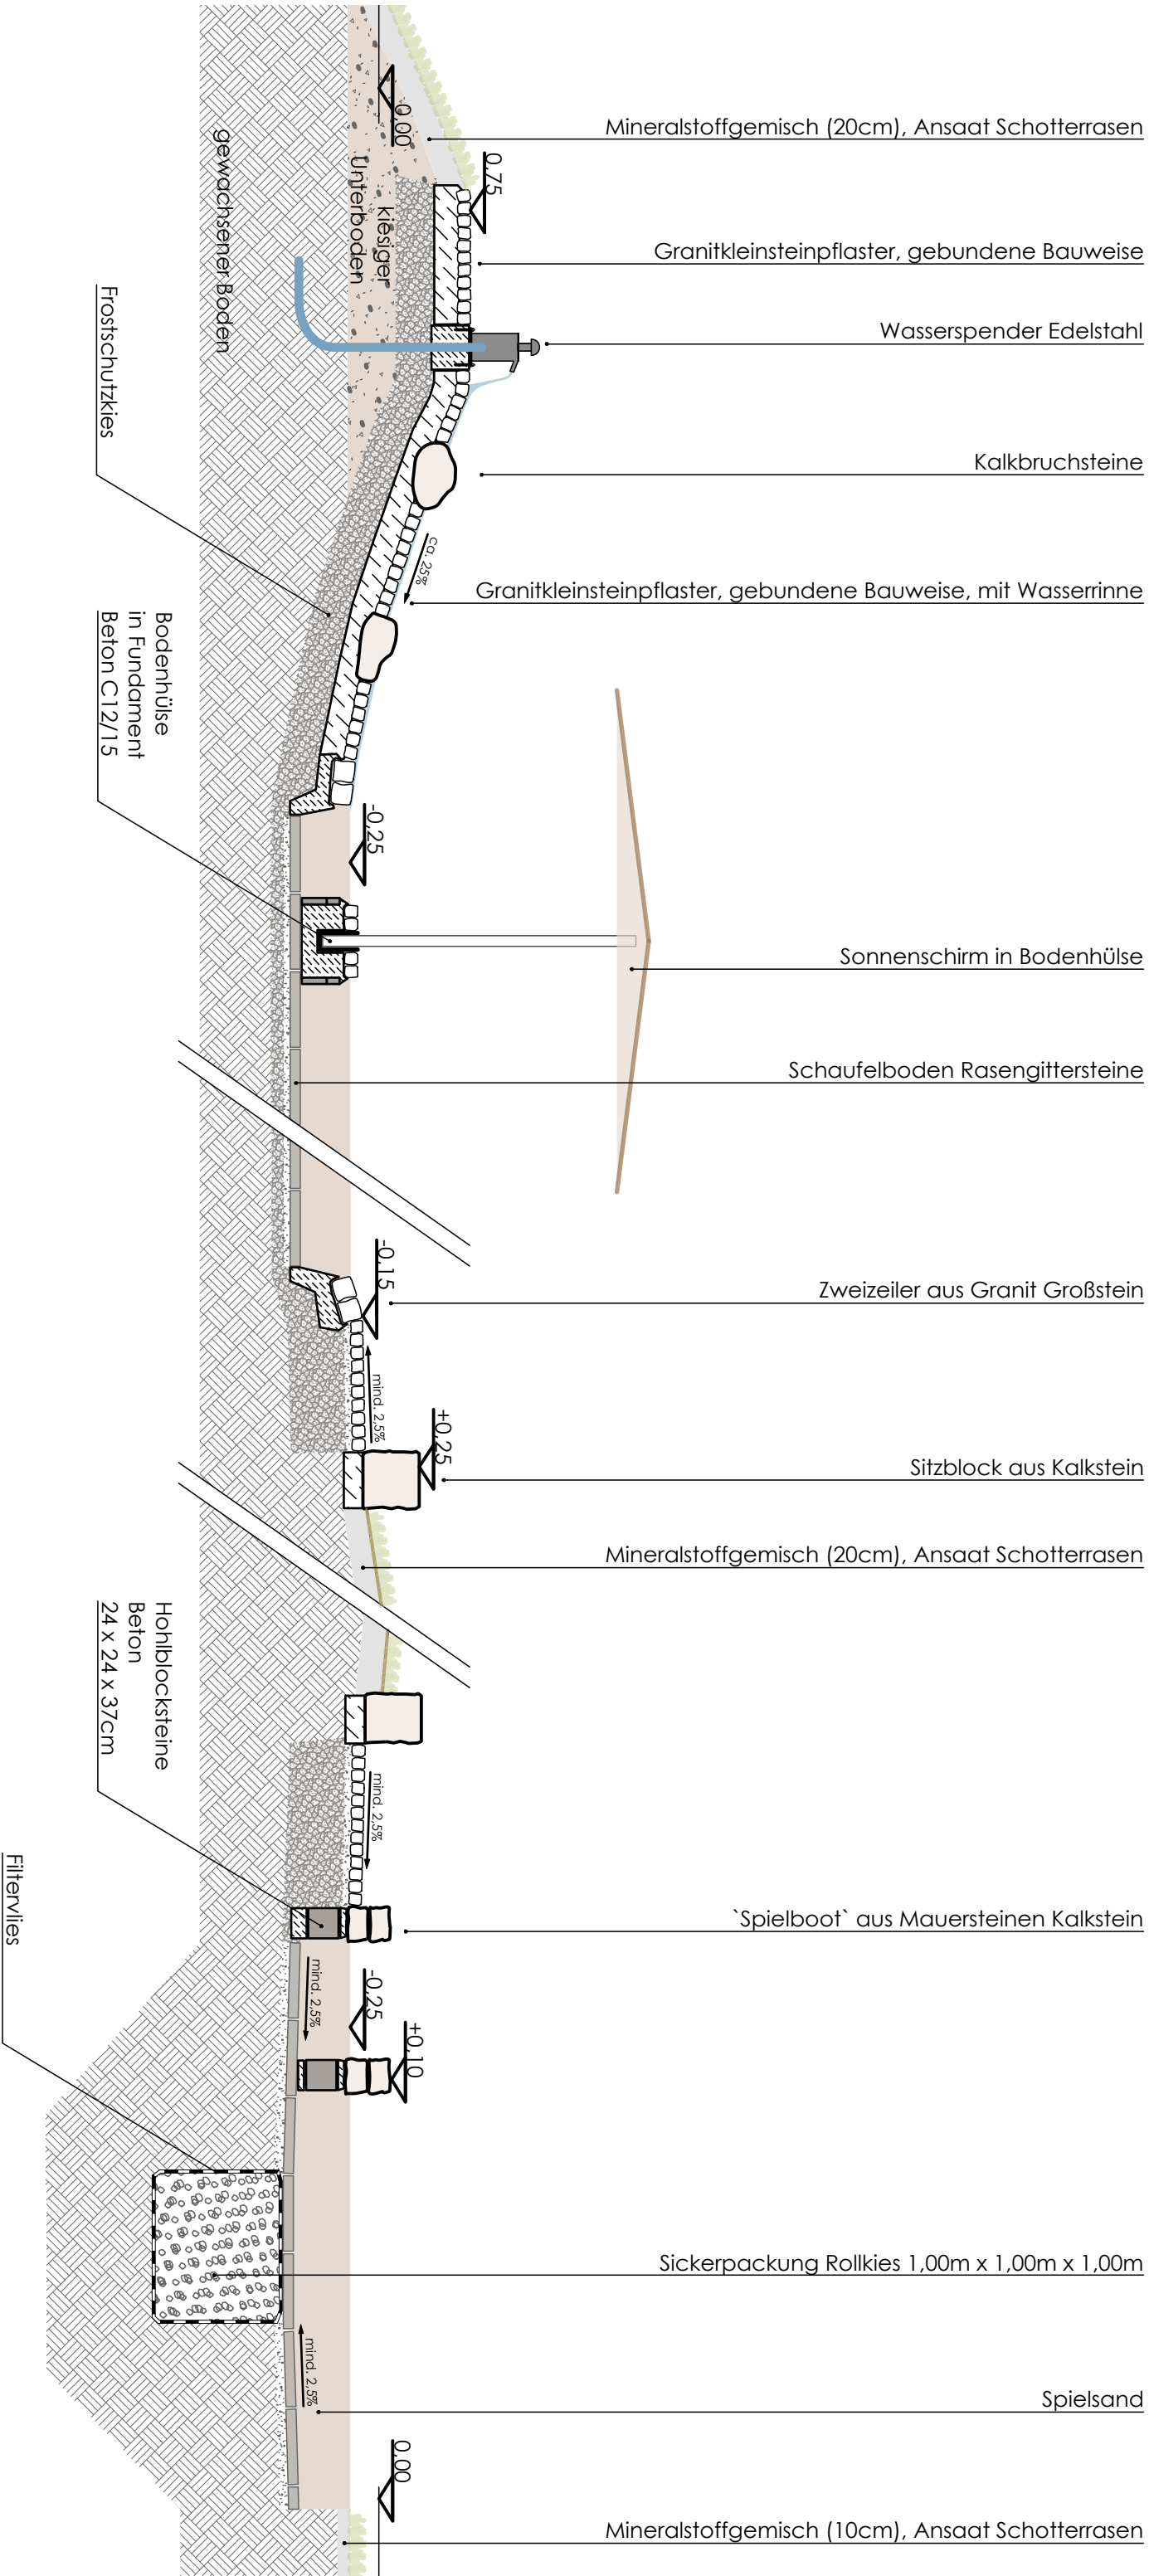 Mineralstoffgemisch (20cm), Ansaat Schotterrasen
0,00
0,75
Granitkleinsteinpflaster, gebundene Bauweise
kiesiger
Unterboden
gewachsener Boden
Wasserspender Edelstahl
Frostschutzkies
Kalkbruchsteine
ca. 25%
Granitkleinsteinpflaster, gebundene Bauweise, mit Wasserrinne
Bodenhülse
in Fundament
Beton C12/15
-0,25
Sonnenschirm in Bodenhülse
Schaufelboden Rasengittersteine
-0,15
Zweizeiler aus Granit Großstein
mind. 2,5%
+0,25
Sitzblock aus Kalkstein
Mineralstoffgemisch (20cm), Ansaat Schotterrasen
Hohlblocksteine
Beton
24 x 24 x 37cm
mind. 2,5%
`Spielboot` aus Mauersteinen Kalkstein
Filtervlies
mind. 2,5%
-0,25
+0,10
Sickerpackung Rollkies 1,00m x 1,00m x 1,00m
mind. 2,5%
Spielsand
0,00
Mineralstoffgemisch (10cm), Ansaat Schotterrasen